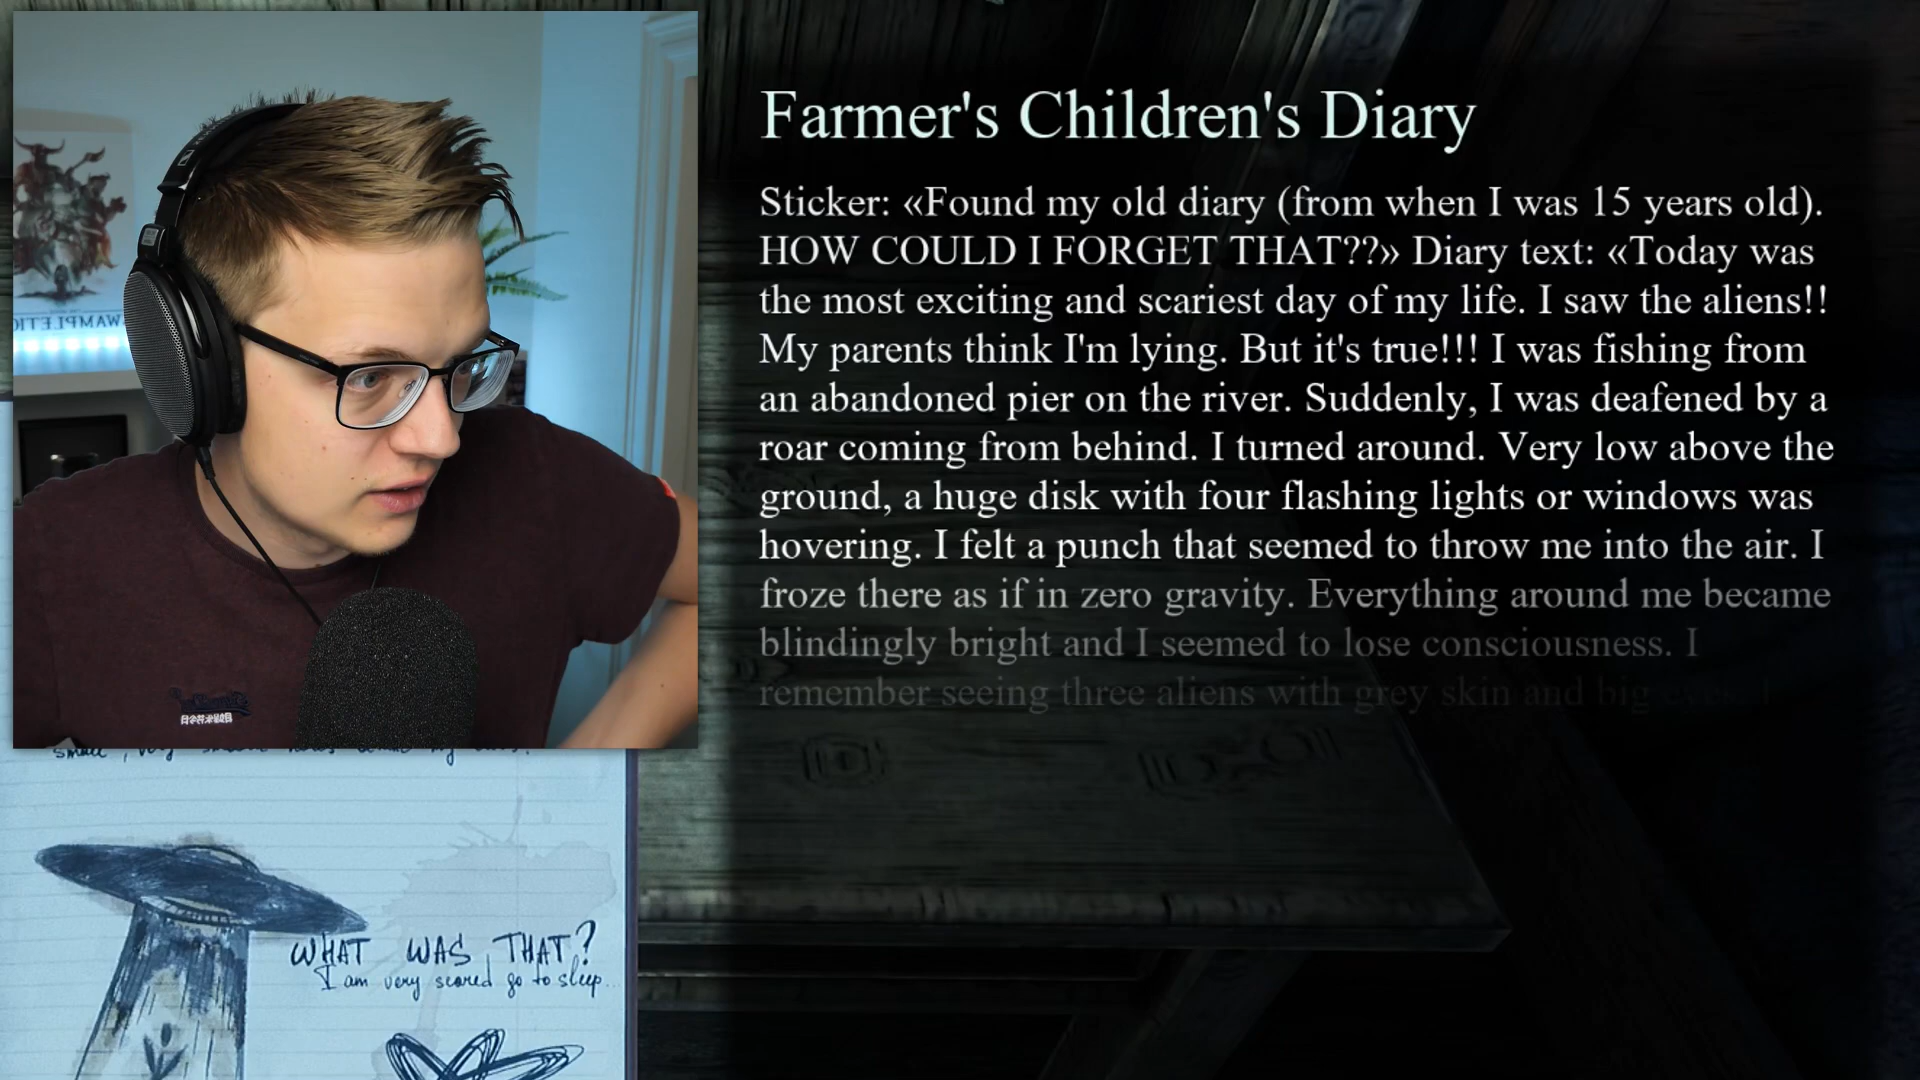 Farmer's Children's Diary
Sticker: «Found my old diary (from when I was 15 years old).
HOW COULD I FORGET THAT??» Diary text: «Today was
the most exciting and scariest day of my life. I saw the aliens!!
My parents think I'm lying. But it's true!!! I was fishing from
an abandoned pier on the river. Suddenly, I was deafened by a
roar coming from behind. I turned around. Very low above the
ground, a huge disk with four flashing lights or windows was
hovering. I felt a punch that seemed to throw me into the air. I
froze there as if in zero gravity. Everything around me became
blindingly bright and I seemed to lose consciousness. I
remember seeing three aliens with grey skin and big
WHAT WAS THAT?
I am very scared go to sleep...